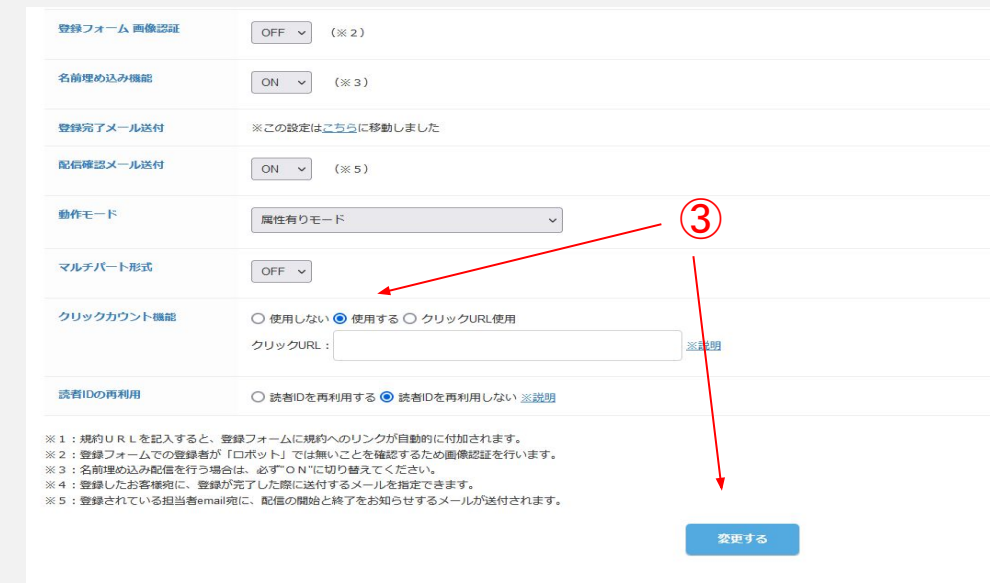 登録フォーム 画像認証 OFF (※2)
名前埋め込み機能 ON (※3)
登録完了メール送付 ※この設定はこちらに移動しました
配信確認メール送付 ON (※5)
動作モード 属性有りモード
③
マルチパート形式 OFF
クリックカウント機能 使用しない 使用する クリックURL使用
クリックURL： ※説明
読者IDの再利用 読者IDを再利用する 読者IDを再利用しない ※説明
※1：規約ＵＲＬを記入すると、登録フォームに規約へのリンクが自動的に付加されます。
※2：登録フォームでの登録者が「ロボット」では無いことを確認するため画像認証を行います。
※3：名前埋め込み配信を行う場合は、必ず"ＯＮ"に切り替えてください。
※4：登録したお客様宛に、登録が完了した際に送付するメールを指定できます。
※5：登録されている担当者email宛に、配信の開始と終了をお知らせするメールが送付されます。
変更する